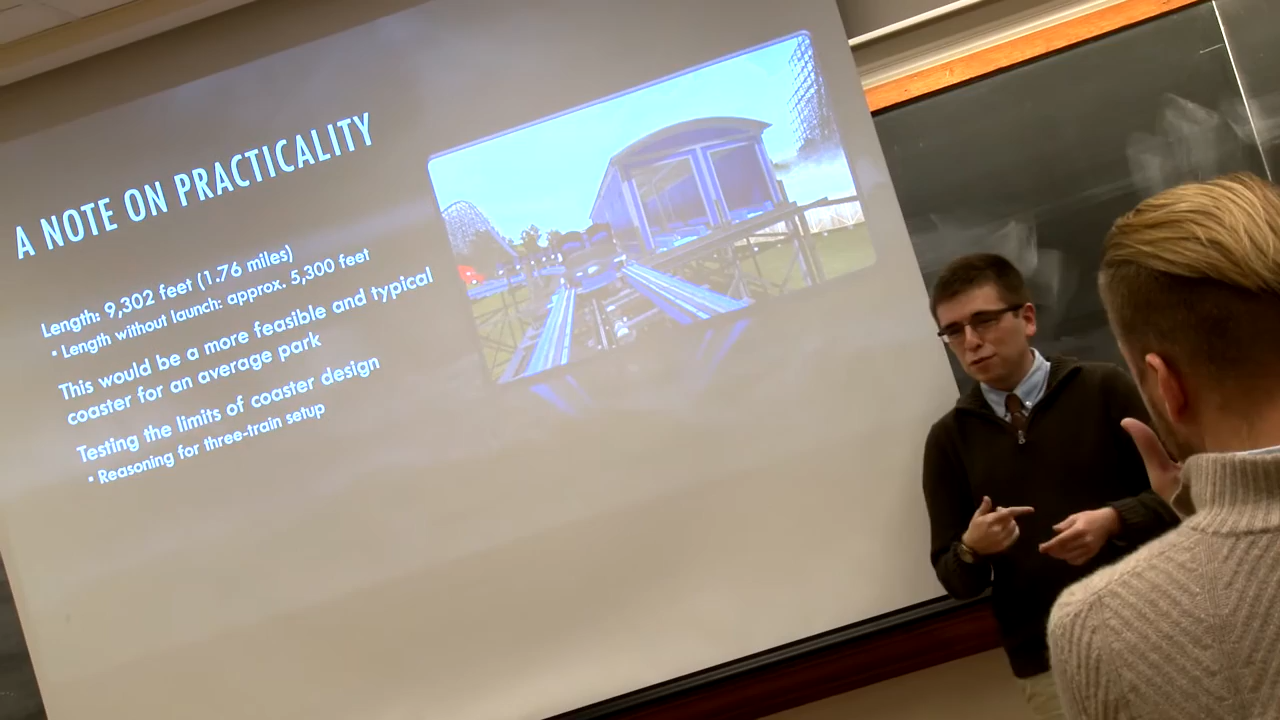 A NOTE ON PRACTICALITY
Length: 9,302 feet (1.76 miles)
• Length without launch: approx. 5,300 feet
This would be a more feasible and typical
coaster for an average park
Testing the limits of coaster design
• Reasoning for three-train setup